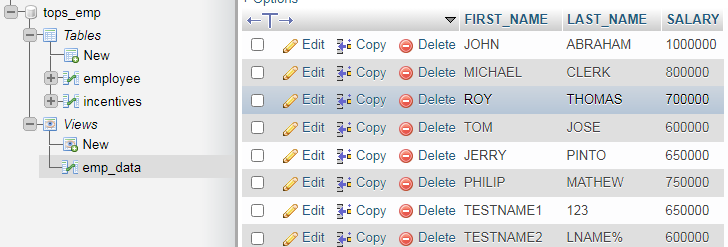 tops_emp
Tables
New
employee
incentives
Views
New
emp_data
Options
FIRST_NAME LAST_NAME SALARY
Edit Copy Delete JOHN ABRAHAM 1000000
Edit Copy Delete MICHAEL CLERK 800000
Edit Copy Delete ROY THOMAS 700000
Edit Copy Delete TOM JOSE 600000
Edit Copy Delete JERRY PINTO 650000
Edit Copy Delete PHILIP MATHEW 750000
Edit Copy Delete TESTNAME1 123 650000
Edit Copy Delete TESTNAME2 LNAME% 600000